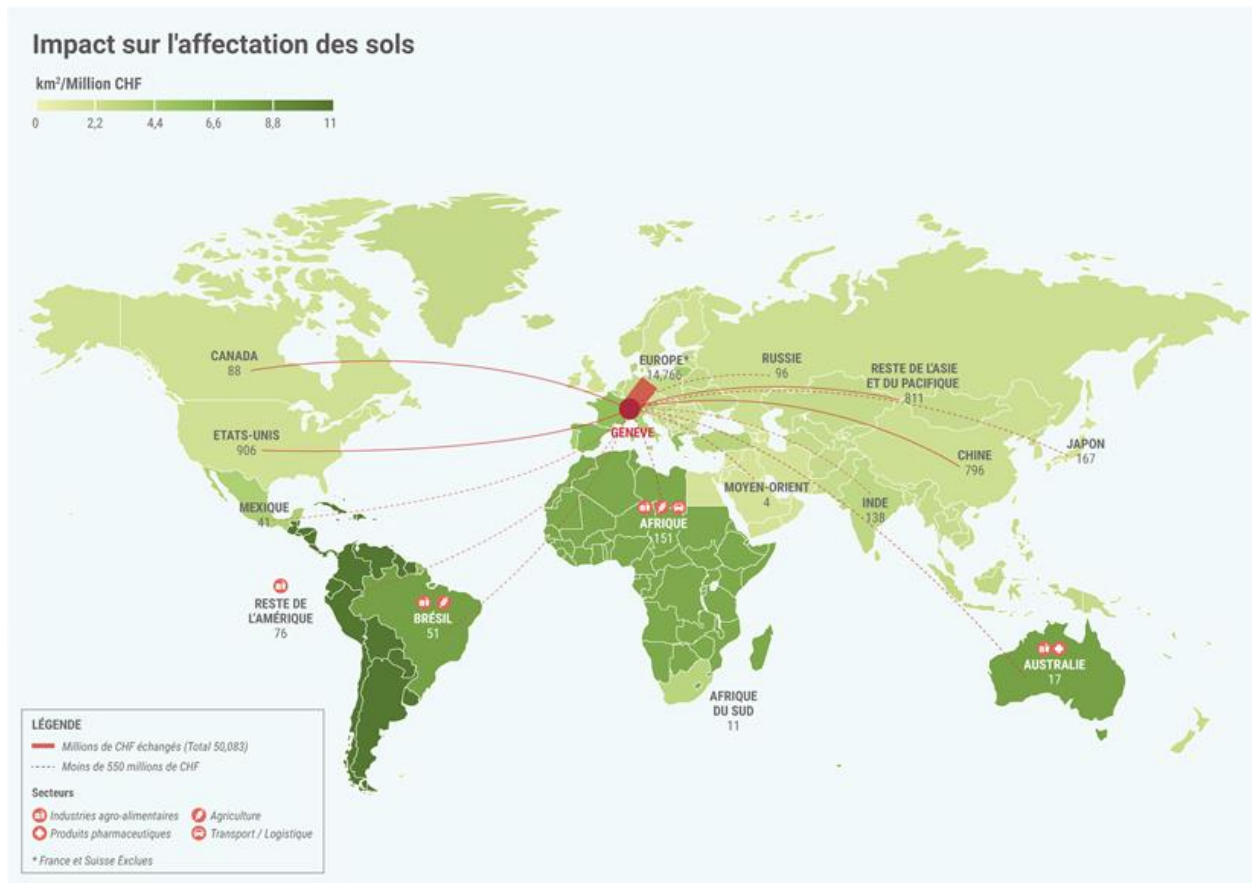 Impact sur l'affectation des sols
km²/Million CHF
0 2,2 4,4 6,6 8,8 11
CANADA
88
EUROPE*
14,766
RUSSIE
96
RESTE DE L'ASIE
ET DU PACIFIQUE
811
GENÈVE
ETATS-UNIS
906
JAPON
167
CHINE
796
MEXIQUE
41
MOYEN-ORIENT
4
INDE
138
AFRIQUE
151
RESTE DE
L'AMÉRIQUE
76
BRÉSIL
51
AUSTRALIE
17
AFRIQUE
DU SUD
11
LÉGENDE
Millions de CHF échangés (Total 50,083)
Moins de 550 millions de CHF
Secteurs
Industries agro-alimentaires Agriculture
Produits pharmaceutiques Transport / Logistique
* France et Suisse Exclues